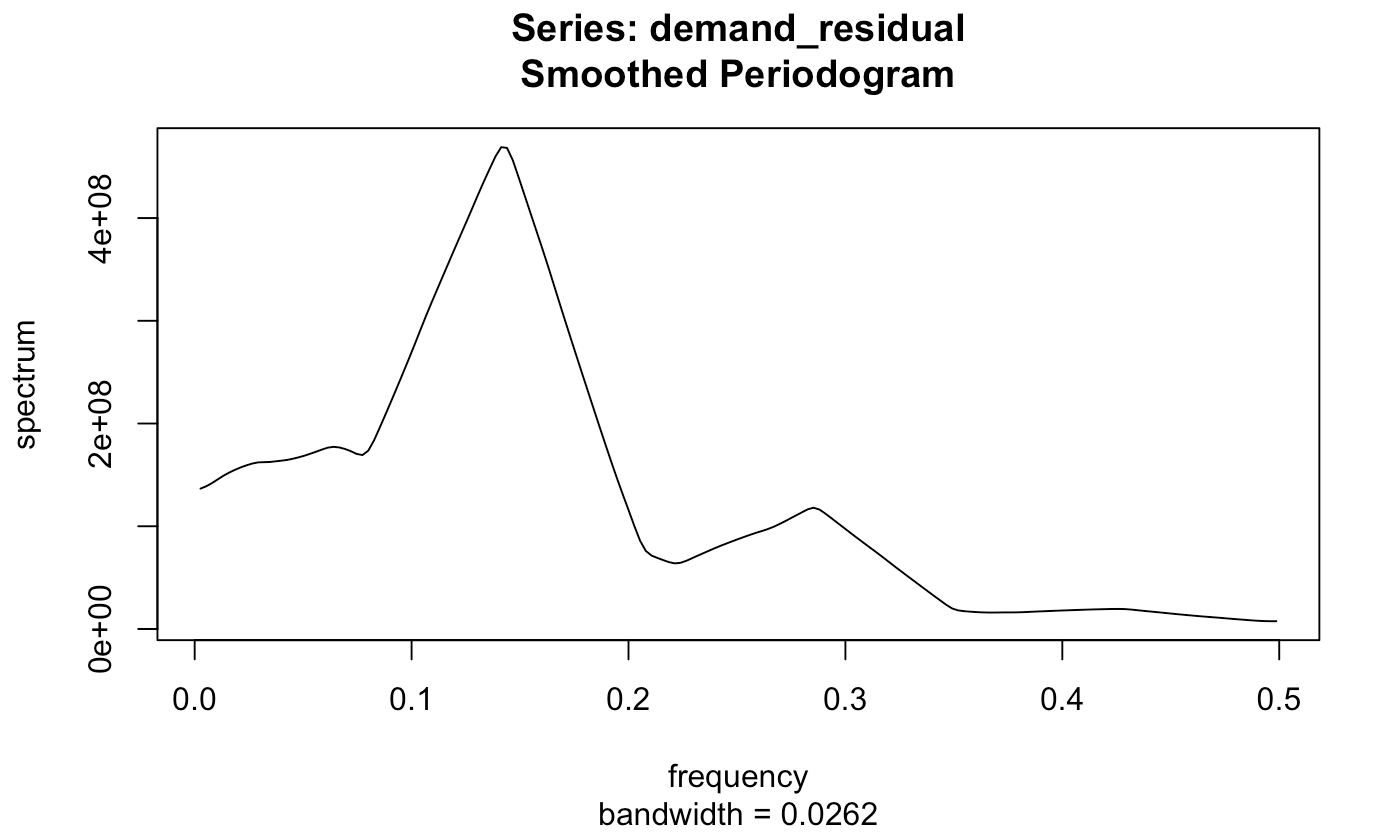 Series: demand_residual
Smoothed Periodogram
spectrum
4e+08
2e+08
0e+00
0.0 0.1 0.2 0.3 0.4 0.5
frequency
bandwidth = 0.0262